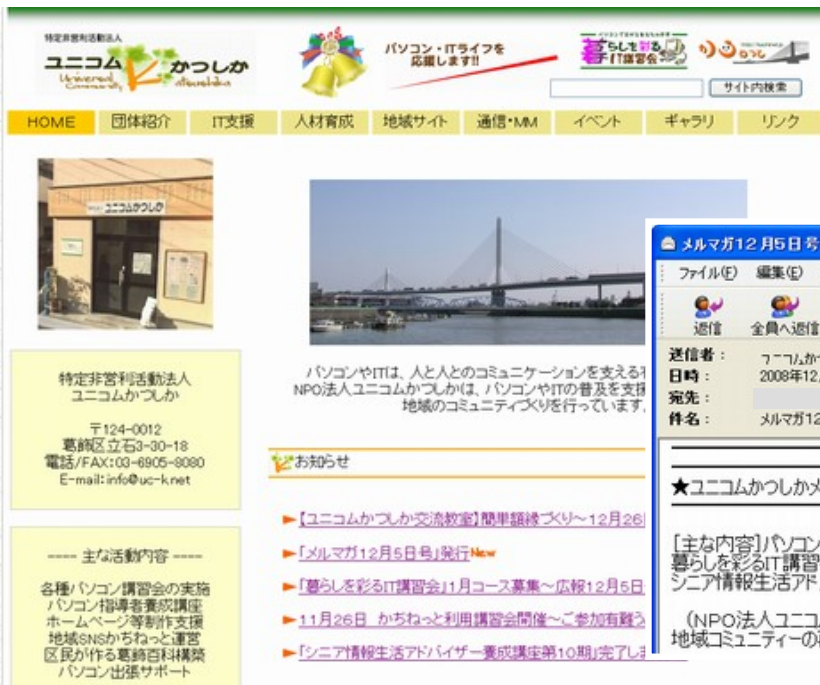 特定非営利活動法人
ユニコム
かつしか
Universal
Community
パソコン・ITライフを
応援します!!
暮らしを彩る
IT講習会
サイト内検索
HOME 団体紹介 IT支援 人材育成 地域サイト 通信・MM イベント ギャラリ リンク
ユニコムかつしか
特定非営利活動法人
ユニコムかつしか
〒124-0012
葛飾区立石3-30-18
電話/FAX:03-6905-8080
E-mail:info@uc-k.net
---- 主な活動内容 ----
各種パソコン講習会の実施
パソコン指導者養成講座
ホームページ等制作支援
地域SNSかちねっと運営
区民が作る葛飾百科構築
パソコン出張サポート
パソコンやITは、人と人とのコミュニケーションを支える
NPO法人ユニコムかつしかは、パソコンやITの普及を支援
地域のコミュニティづくりを行っています
お知らせ
►【ユニコムかつしか交流教室】簡単額縁づくり～12月26
►「メルマガ12月5日号」発行New
►「暮らしを彩るIT講習会」1月コース募集～広報12月5日
►11月26日 かちねっと利用講習会開催～ご参加有難う
►「シニア情報生活アドバイザー養成講座第10期」完了し
メルマガ12月5日号
ファイル(F) 編集(E)
返信 全員へ返信
送信者:
日時: 2008年12
宛先:
件名: メルマガ12
★ユニコムかつしかメ
[主な内容]パソコン
暮らしを彩るIT講習
シニア情報生活アド
(NPO法人ユニコ
地域コミュニティーの